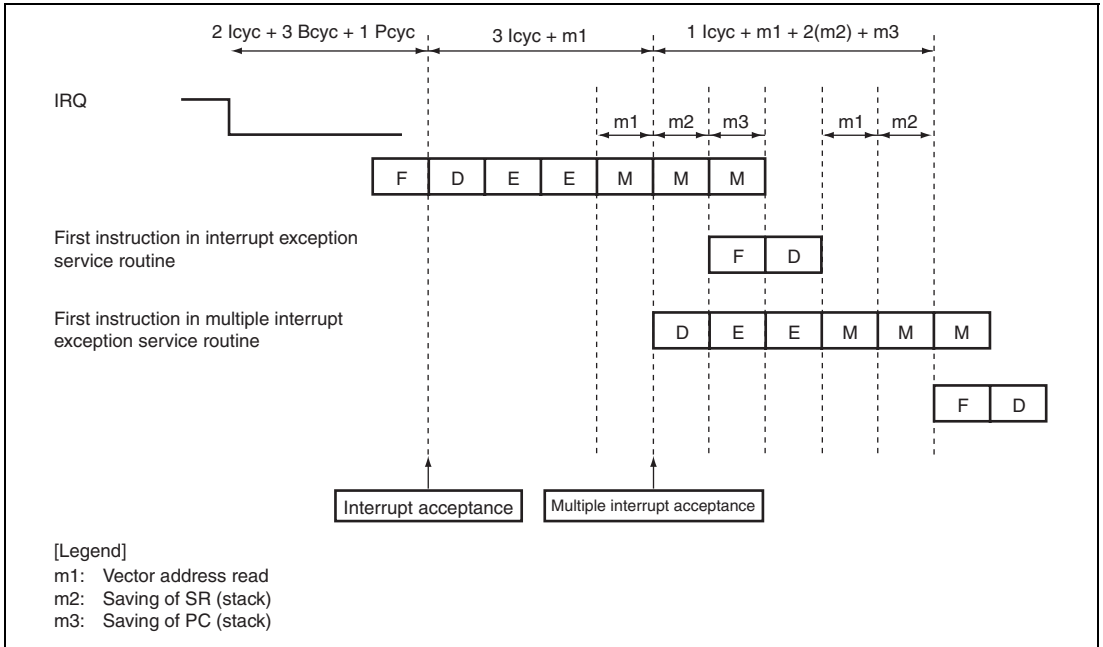 2 Icyc + 3 Bcyc + 1 Pcyc
3 Icyc + m1
1 Icyc + m1 + 2(m2) + m3
IRQ
m1 m2 m3 m1 m2
F D E E M M M
First instruction in interrupt exception
service routine
F D
First instruction in multiple interrupt
exception service routine
D E E M M M
F D
Interrupt acceptance
Multiple interrupt acceptance
[Legend]
m1: Vector address read
m2: Saving of SR (stack)
m3: Saving of PC (stack)